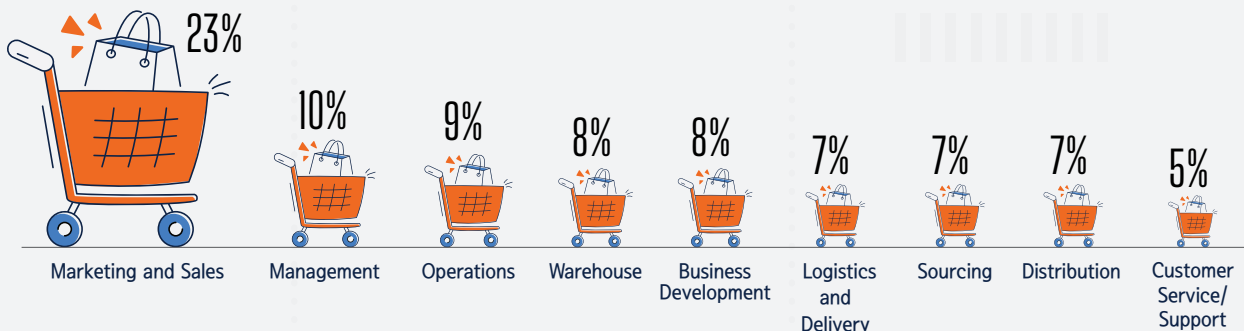 23%
Marketing and Sales
10%
Management
9%
Operations
8%
Warehouse
8%
Business
Development
7%
Logistics
and
Delivery
7%
Sourcing
7%
Distribution
5%
Customer
Service/
Support